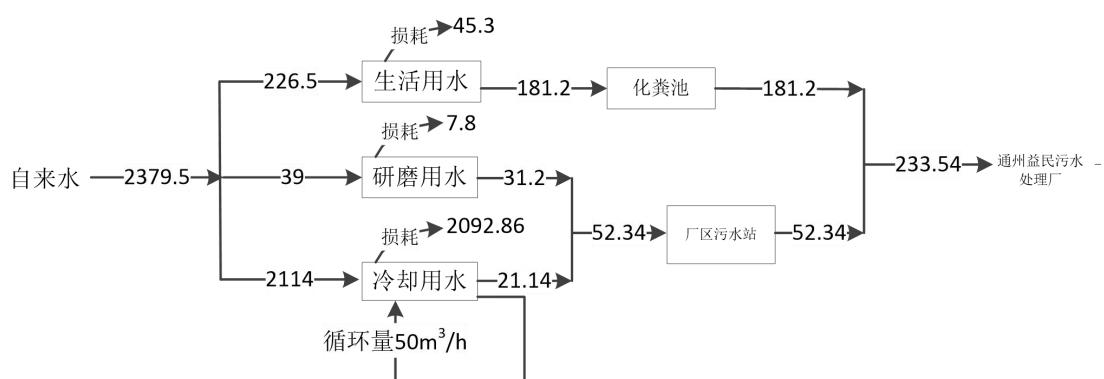 损耗 45.3
226.5 生活用水 181.2 化粪池 181.2
损耗 7.8
自来水 2379.5 39 研磨用水 31.2
233.54 通州益民污水
处理厂
损耗 2092.86
52.34 厂区污水站 52.34
2114 冷却用水 21.14
循环量50m³/h